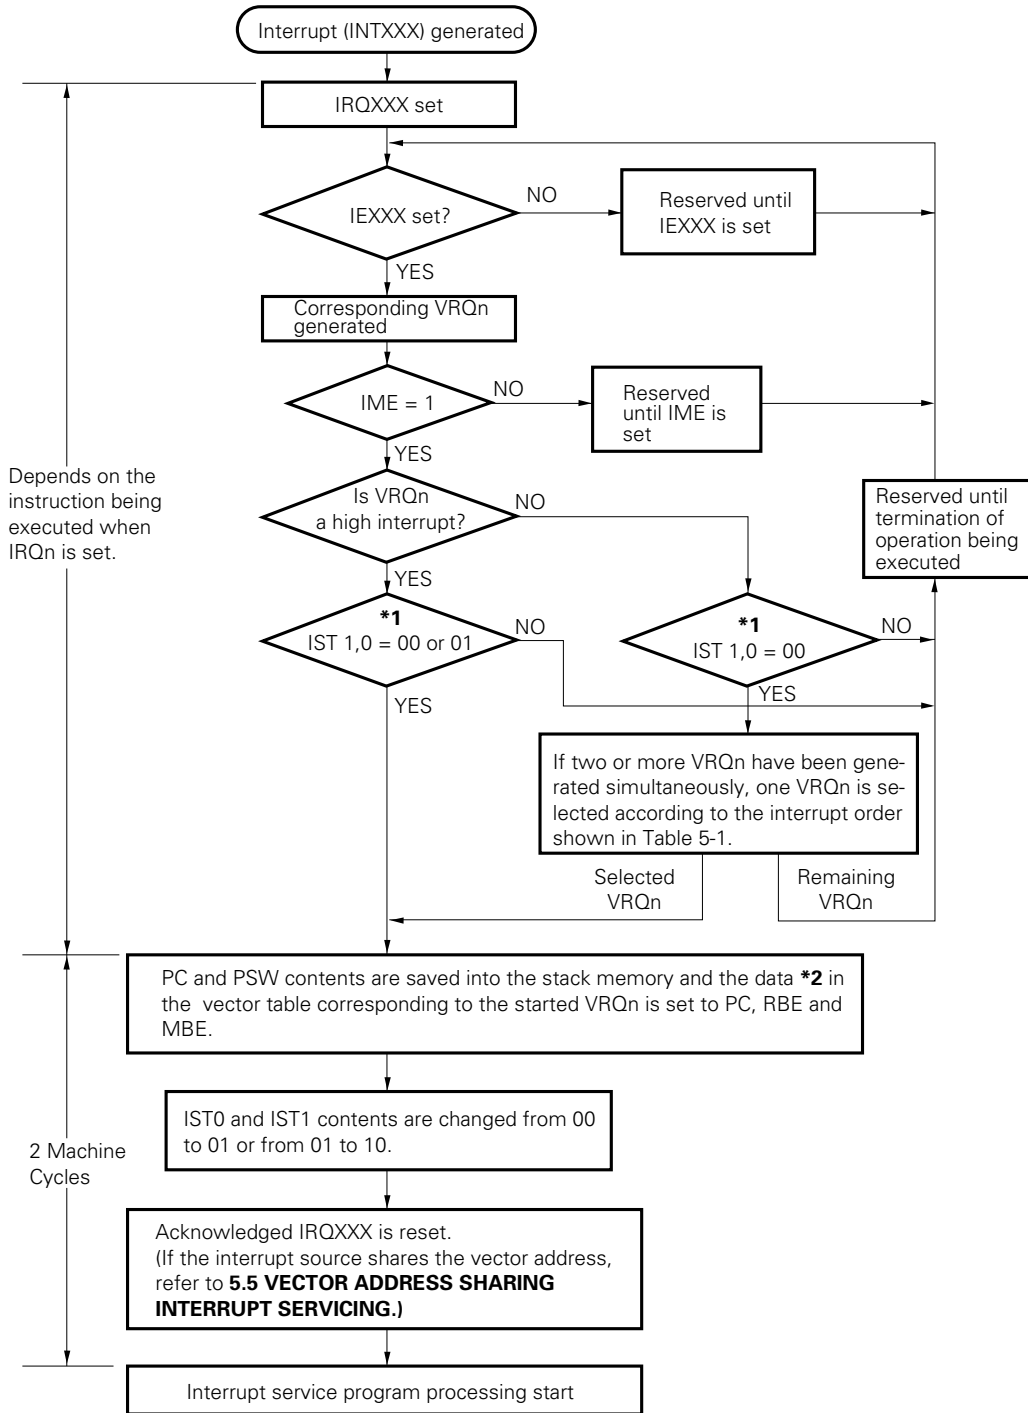 Interrupt (INTXXX) generated
IRQXXX set
IEXXX set?
NO
Reserved until
IEXXX is set
YES
Corresponding VRQn
generated
IME = 1
NO
Reserved
until IME is
set
YES
Depends on the
instruction being
executed when
IRQn is set.
Is VRQn
a high interrupt?
NO
Reserved until
termination of
operation being
executed
YES
*1
IST 1,0 = 00 or 01
NO
*1
IST 1,0 = 00
NO
YES
YES
If two or more VRQn have been gene-
rated simultaneously, one VRQn is se-
lected according to the interrupt order
shown in Table 5-1.
Selected
VRQn
Remaining
VRQn
PC and PSW contents are saved into the stack memory and the data *2 in
the vector table corresponding to the started VRQn is set to PC, RBE and
MBE.
IST0 and IST1 contents are changed from 00
to 01 or from 01 to 10.
2 Machine
Cycles
Acknowledged IRQXXX is reset.
(If the interrupt source shares the vector address,
refer to 5.5 VECTOR ADDRESS SHARING
INTERRUPT SERVICING.)
Interrupt service program processing start